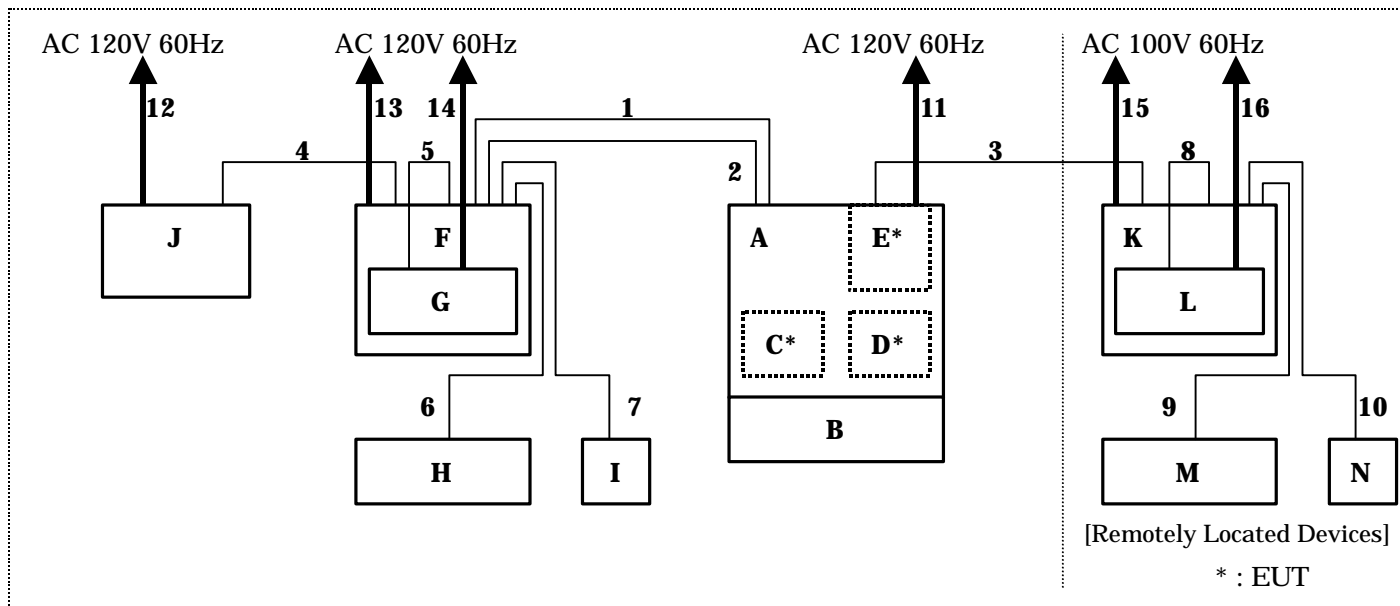 AC 120V 60Hz AC 120V 60Hz AC 120V 60Hz AC 100V 60Hz
12 13 14 1 11 15 16
4 5 2 3 8
J F A E* K
G L
C* D*
6 7 9 10
B
H I M N
[Remotely Located Devices]
* : EUT